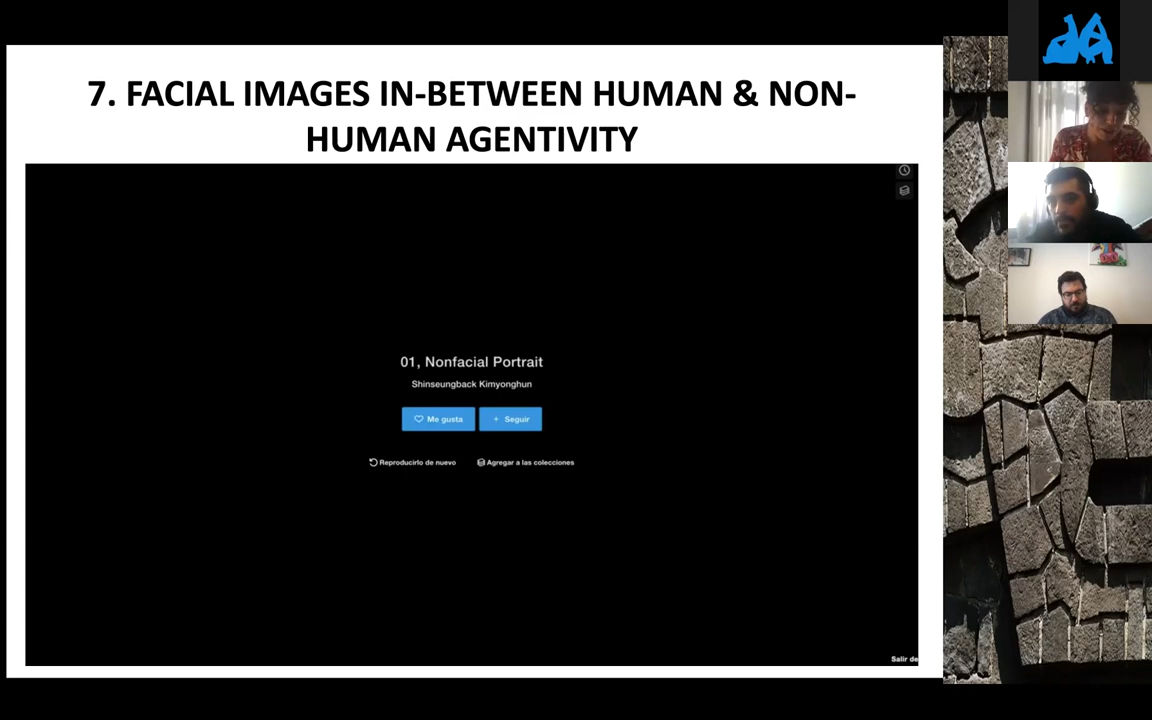 7. FACIAL IMAGES IN-BETWEEN HUMAN & NON-
HUMAN AGENTIVITY
01, Nonfacial Portrait
Shinseungback Kimyonghun
Me gusta
+ Seguir
Reproducirlo de nuevo
Agregar a las colecciones
Salir de